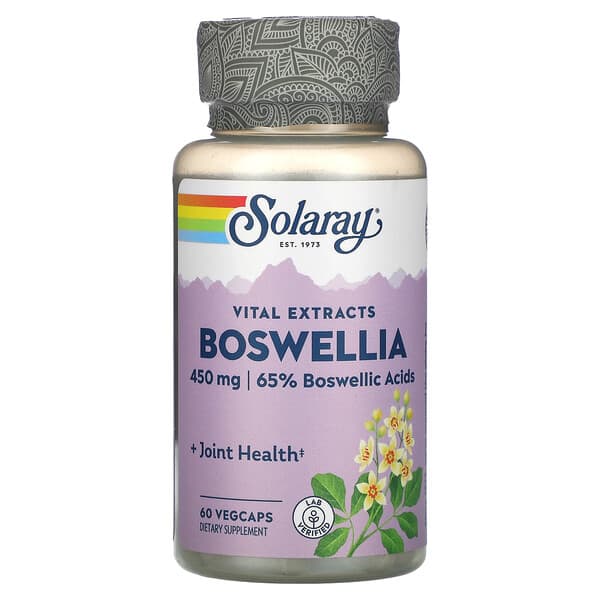 Solaray®
EST. 1973
VITAL EXTRACTS
BOSWELLIA
450 mg | 65% Boswellic Acids
+ Joint Health‡
60 VEGCAPS
DIETARY SUPPLEMENT
LAB
VERIFIED